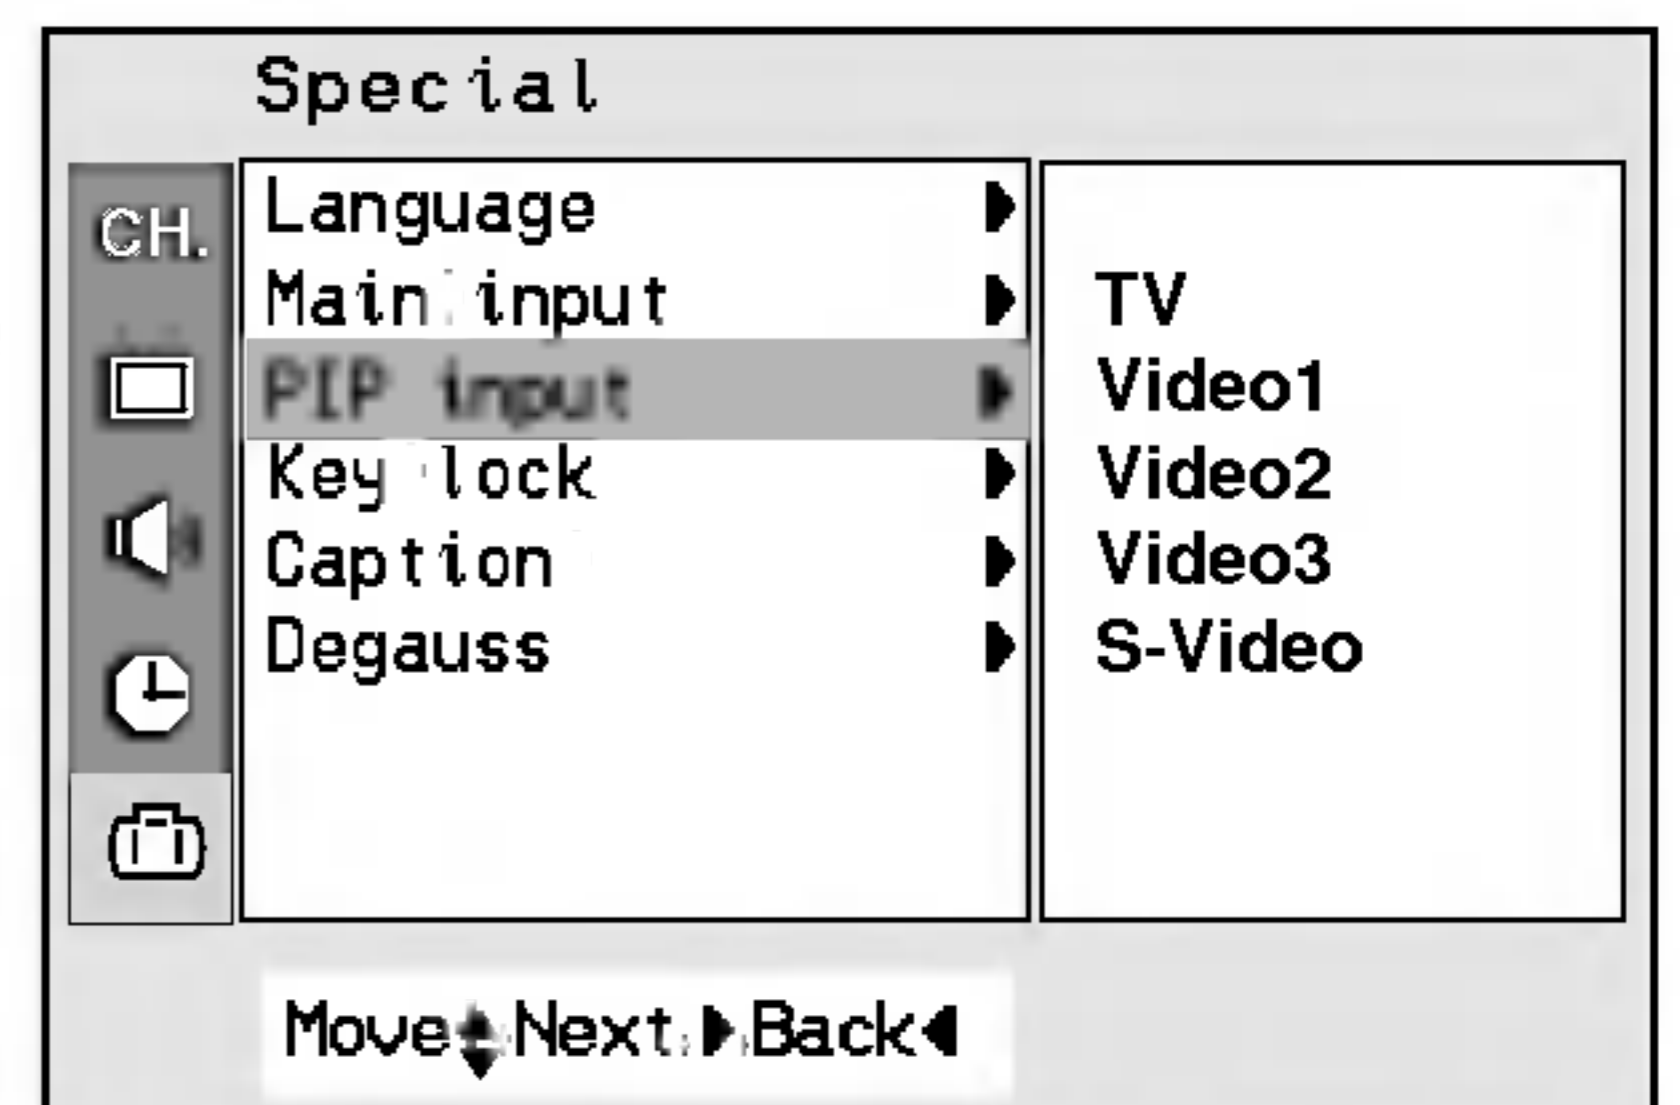 Special
CH.
Language
Main input
PIP input
Key lock
Caption
Degauss
TV
Video1
Video2
Video3
S-Video
Move Next Back